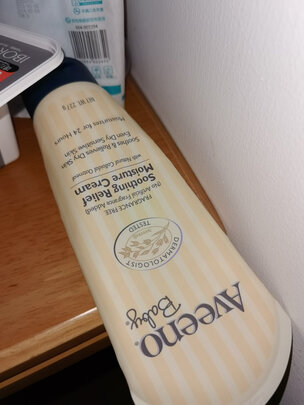 Aveeno
Baby
DERMATOLOGIST
TESTED
FRAGRANCE FREE
(No Artificial Fragrance Added)
Soothing Relief
Moisture Cream
with Natural Colloidal Oatmeal
Soothes & Relieves Dry Skin
Even Dry Sensitive Skin
Moisturizes for 24 Hours
NET WT 227g